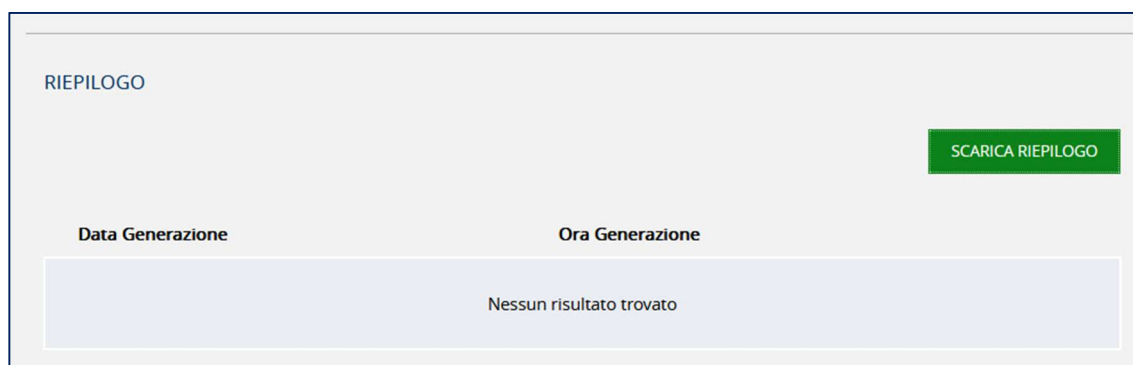 RIEPILOGO
SCARICA RIEPILOGO
Data Generazione Ora Generazione
Nessun risultato trovato